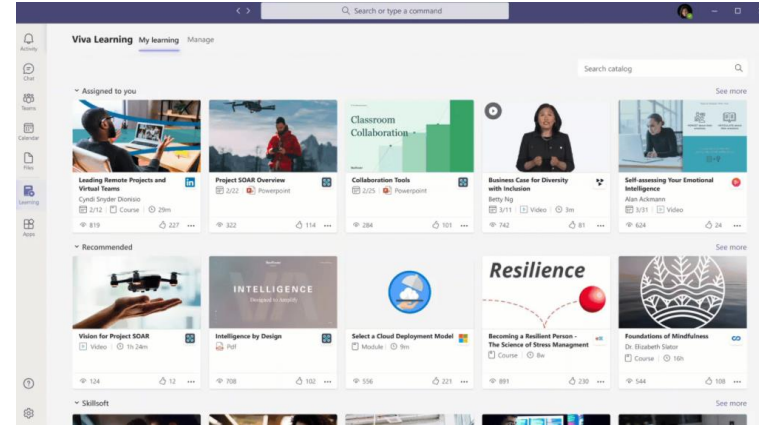 Search or type a command
Viva Learning My learning Manage
Activity
Chat
Teams
Calendar
Files
Learning
Apps
Search catalog
Assigned to you See more
Classroom
Collaboration
Leading Remote Projects and
Virtual Teams
Cyndi Snyder Dionisio
2/12 Course 29m
819 227
Project SOAR Overview
2/22 Powerpoint
322 114
Collaboration Tools
2/25 Powerpoint
284 101
Business Case for Diversity
with Inclusion
Betty Ng
3/11 Video 3m
742 81
Self-assessing Your Emotional
Intelligence
Alan Ackmann
3/31 Video
624 24
Recommended See more
INTELLIGENCE
Designed to Amplify
Resilience
Vision for Project SOAR
Video 1h 24m
124 12
Intelligence by Design
Pdf
708 102
Select a Cloud Deployment Model
Module 9m
556 221
Becoming a Resilient Person -
The Science of Stress Managment
Course 8w
891 230
Foundations of Mindfulness
Dr. Elizabeth Slator
Course 16h
544 108
Skillsoft See more